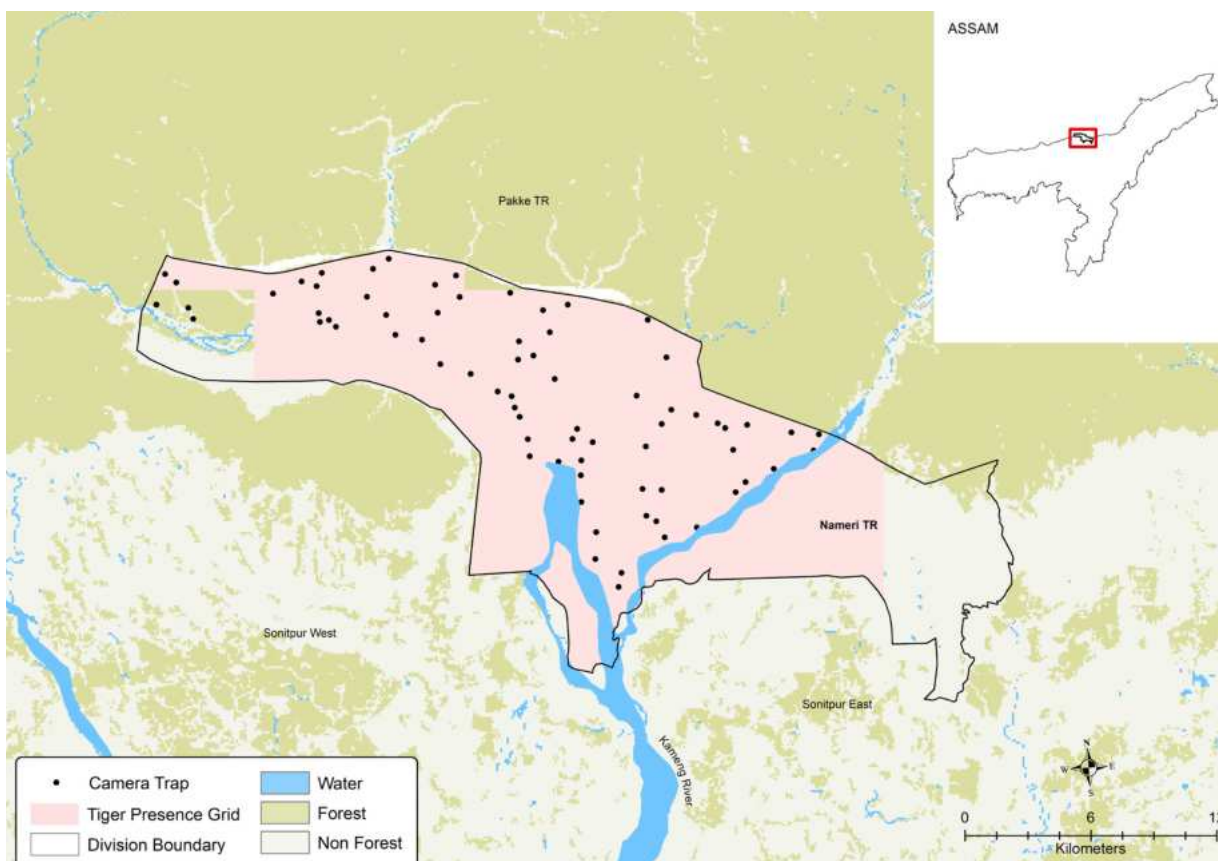 ASSAM
Pakke TR
Nameri TR
Sonitpur West
Sonitpur East
Kameng River
N
W E
S
Camera Trap
Tiger Presence Grid
Division Boundary
Water
Forest
Non Forest
0 6 12
Kilometers